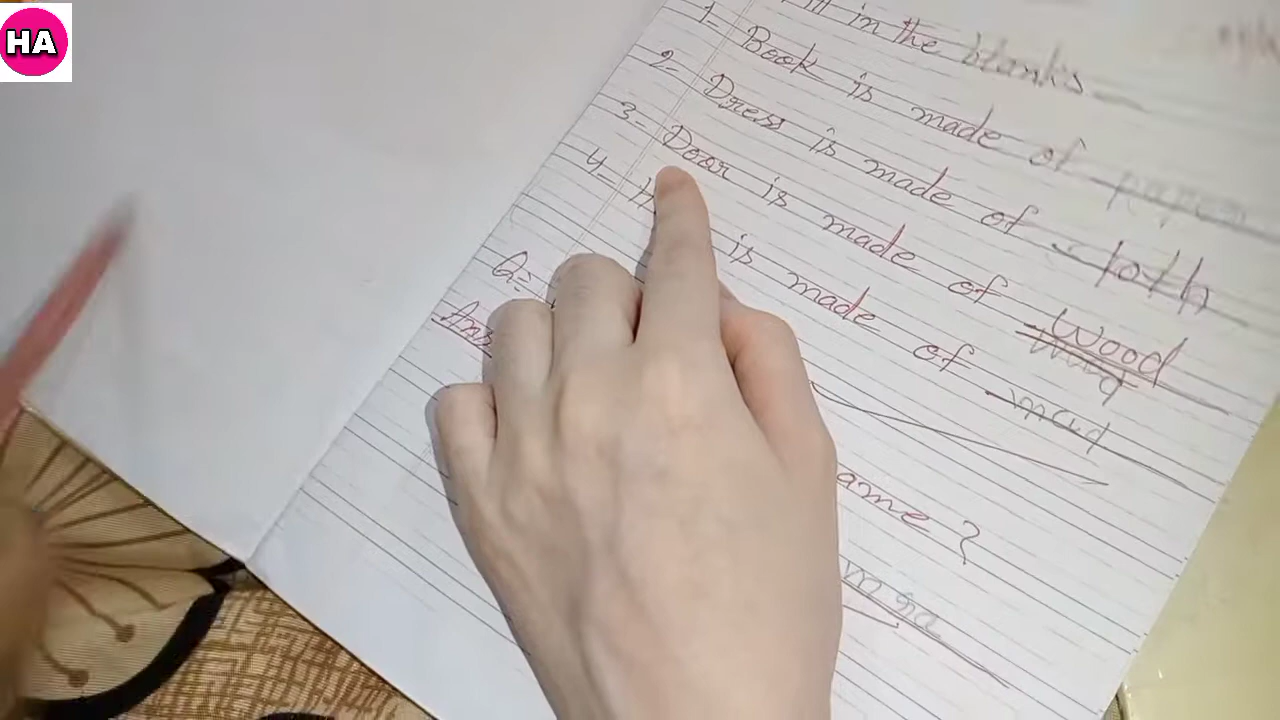 HA
in the blanks
1- Book is made of paper
2- Dress is made of cloth
3- Door is made of Wood
4- is made of mud
Q=
Ans
ame ?